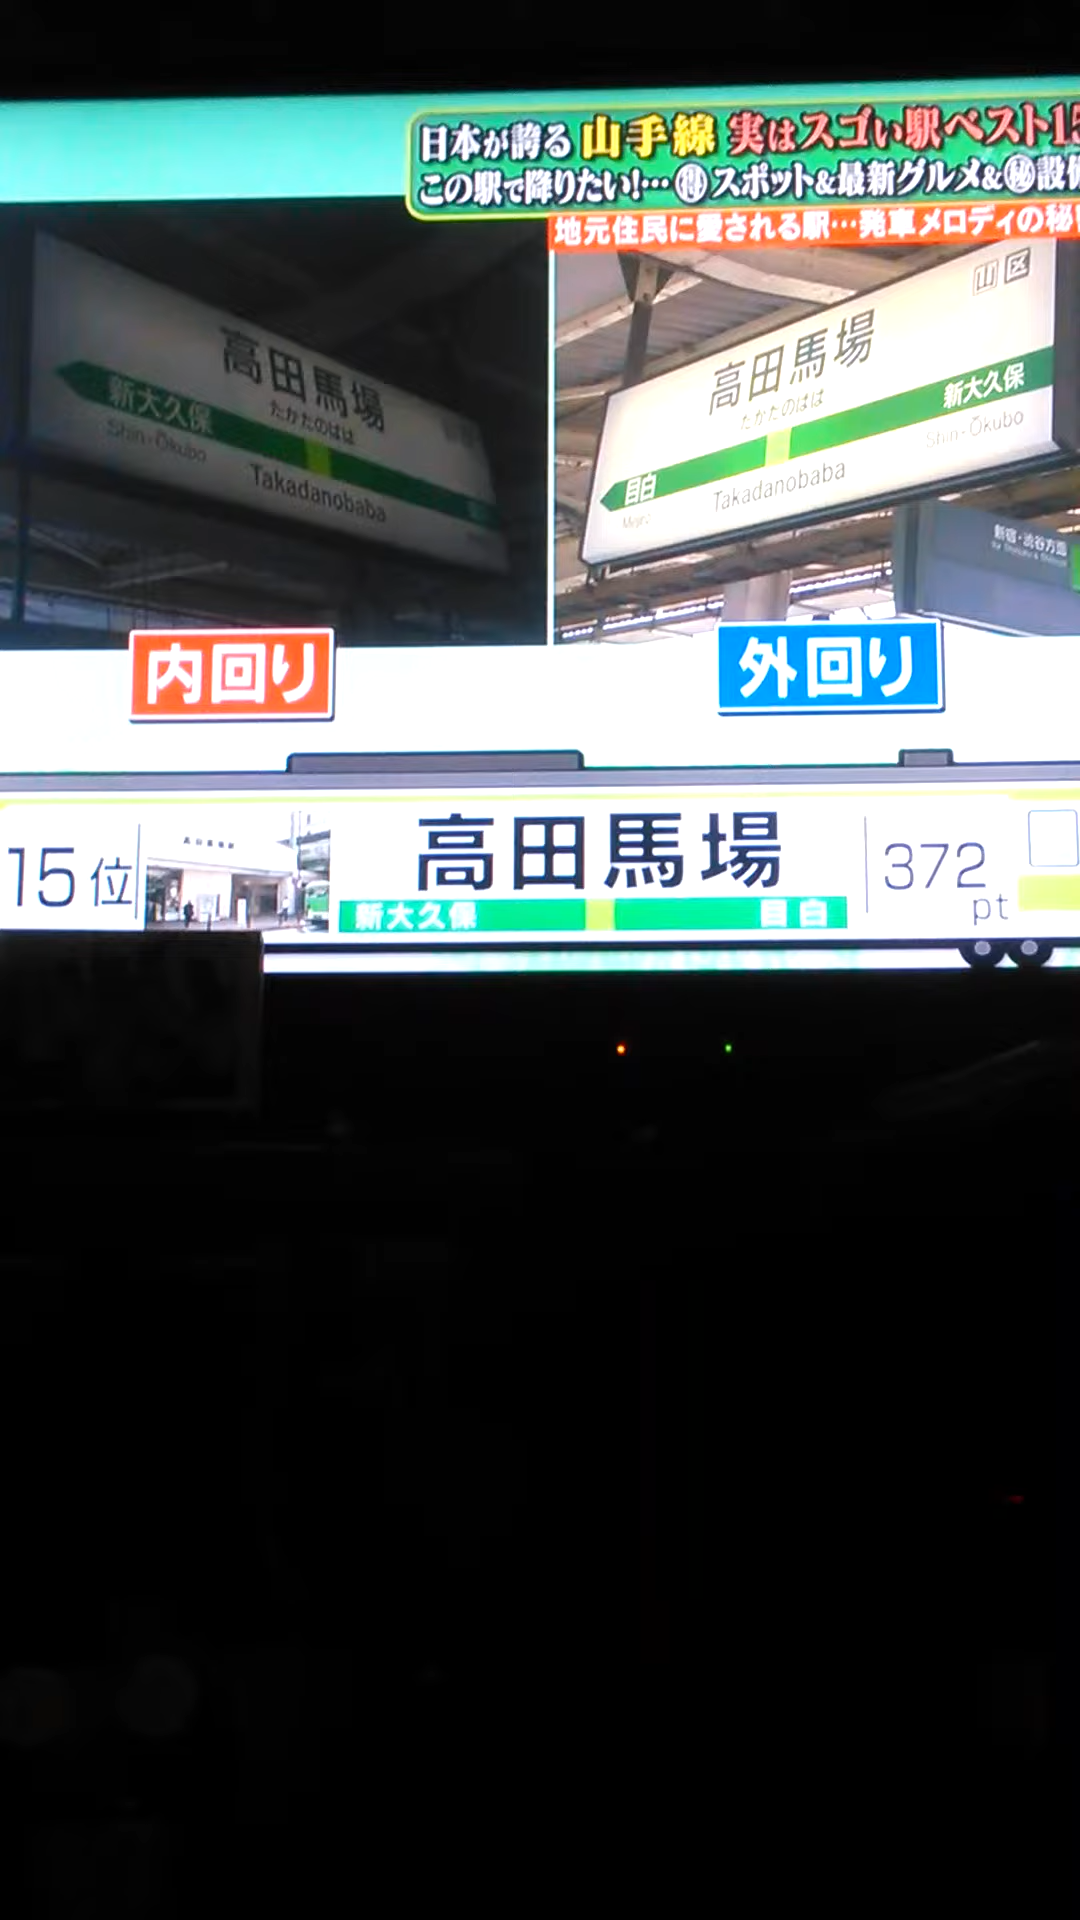 日本が誇る 山手線 実はスゴい駅ベスト15
この駅で降りたい!…㊕スポット&最新グルメ&㊙設備
地元住民に愛される駅…発車メロディの秘
高田馬場
たかたのばば
新大久保
Shin-Ōkubo
Takadanobaba
山 区
高田馬場
たかたのばば
新大久保
Shin-Ōkubo
目白
Mejiro
Takadanobaba
新宿・渋谷方面
for Shinjuku & Shibuya
内回り
外回り
15位
高田馬場
新大久保
目白
372
pt